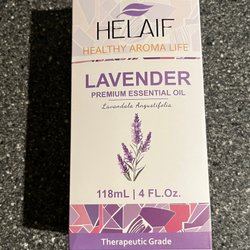 HELAIF
HEALTHY AROMA LIFE
LAVENDER
PREMIUM ESSENTIAL OIL
Lavandula Angustifolia
118mL | 4 FL.Oz.
Therapeutic Grade